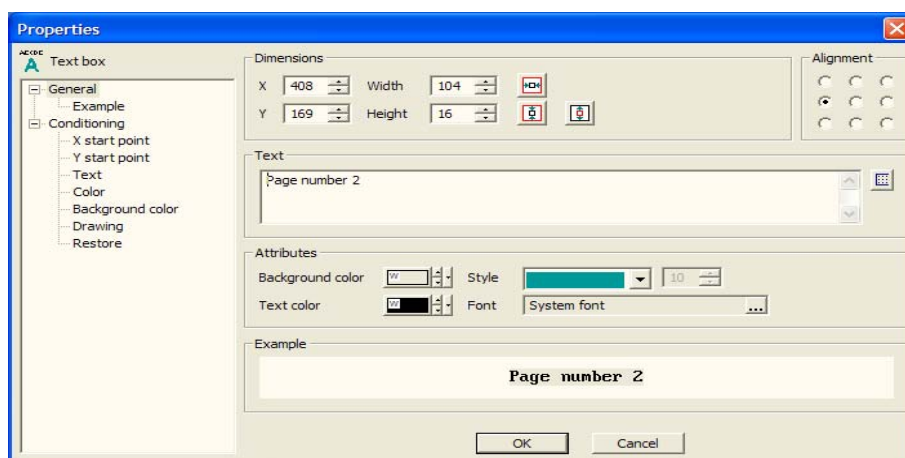 Properties
ABCDE
A Text box
General
Example
Conditioning
X start point
Y start point
Text
Color
Background color
Drawing
Restore
Dimensions
X 408 Width 104
Y 169 Height 16
Alignment
Text
Page number 2
Attributes
Background color W Style 10
Text color W Font System font ...
Example
Page number 2
OK Cancel